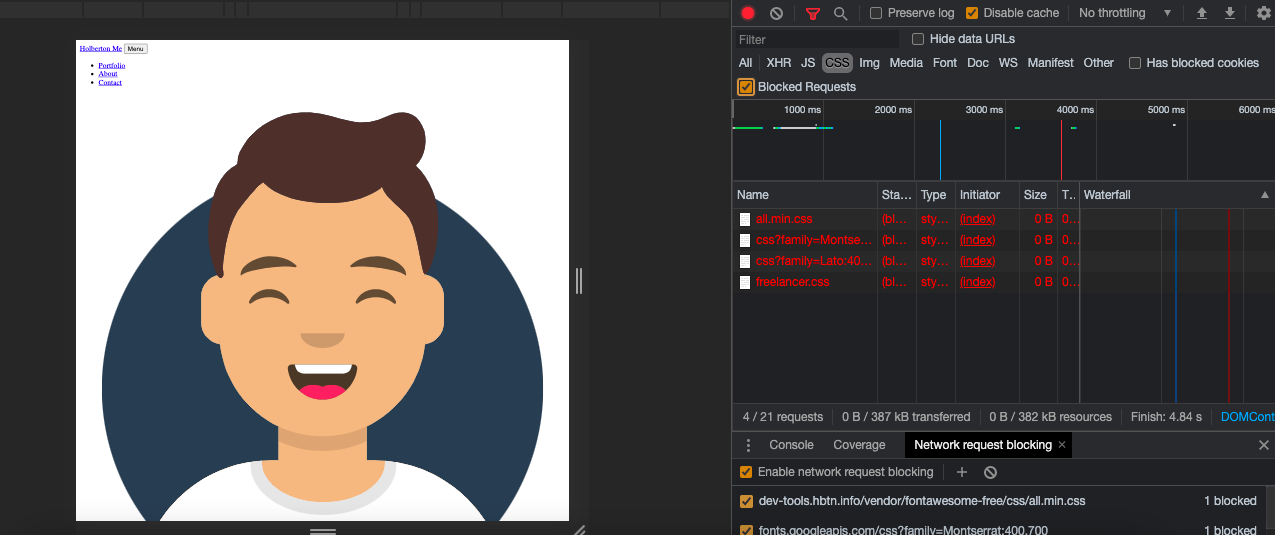 Holberton Me Menu
Portfolio
About
Contact
Preserve log Disable cache No throttling
Filter Hide data URLs
All XHR JS CSS Img Media Font Doc WS Manifest Other Has blocked cookies
Blocked Requests
1000 ms 2000 ms 3000 ms 4000 ms 5000 ms 6000 ms
Name Sta... Type Initiator Size T.. Waterfall
all.min.css (bl... sty... (index) 0 B 0...
css?family=Montse... (bl... sty... (index) 0 B 0...
css?family=Lato:40... (bl... sty... (index) 0 B 0...
freelancer.css (bl... sty... (index) 0 B 0...
4 / 21 requests 0 B / 387 kB transferred 0 B / 382 kB resources Finish: 4.84 s DOMCont
Console Coverage Network request blocking ×
Enable network request blocking
dev-tools.hbtn.info/vendor/fontawesome-free/css/all.min.css 1 blocked
fonts.googleapis.com/css?family=Montserrat:400,700 1 blocked